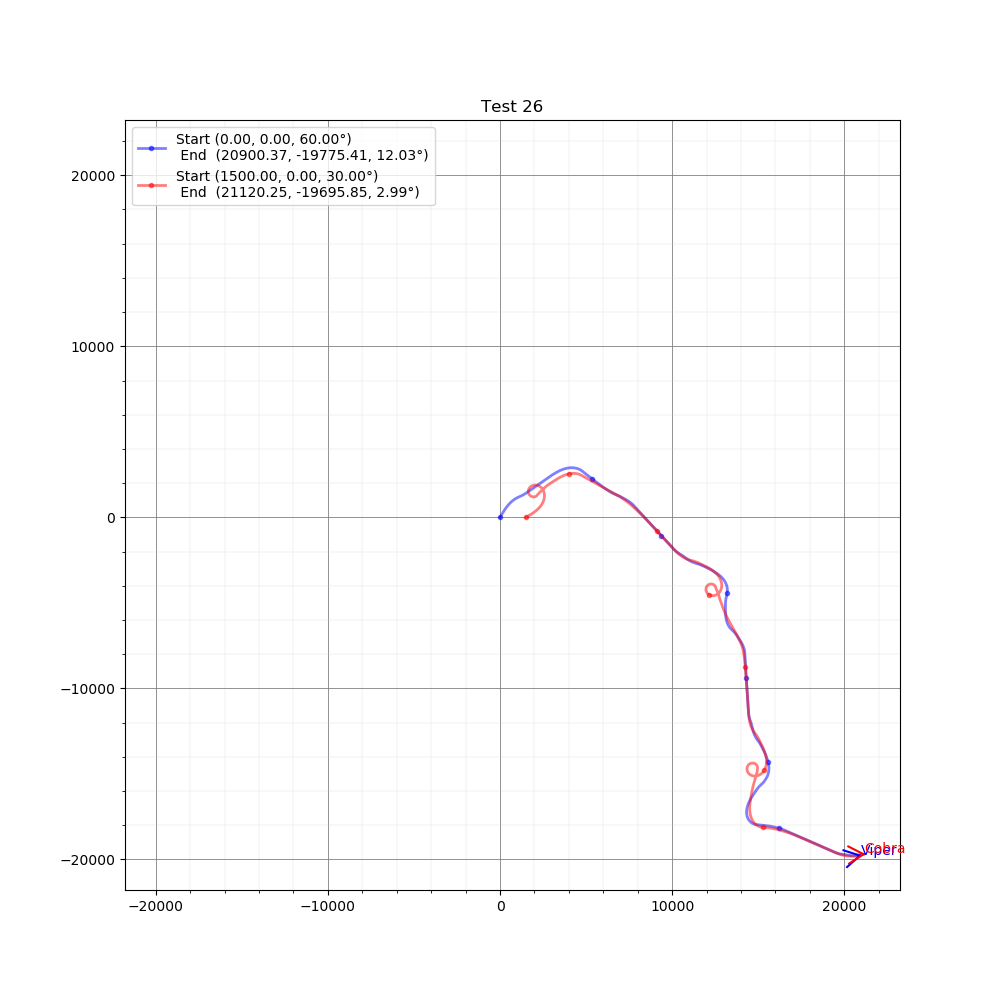 Test 26
Start (0.00, 0.00, 60.00°)
End (20900.37, -19775.41, 12.03°)
Start (1500.00, 0.00, 30.00°)
End (21120.25, -19695.85, 2.99°)
20000
10000
0
−10000
−20000
Cobra
Viper
−20000 −10000 0 10000 20000